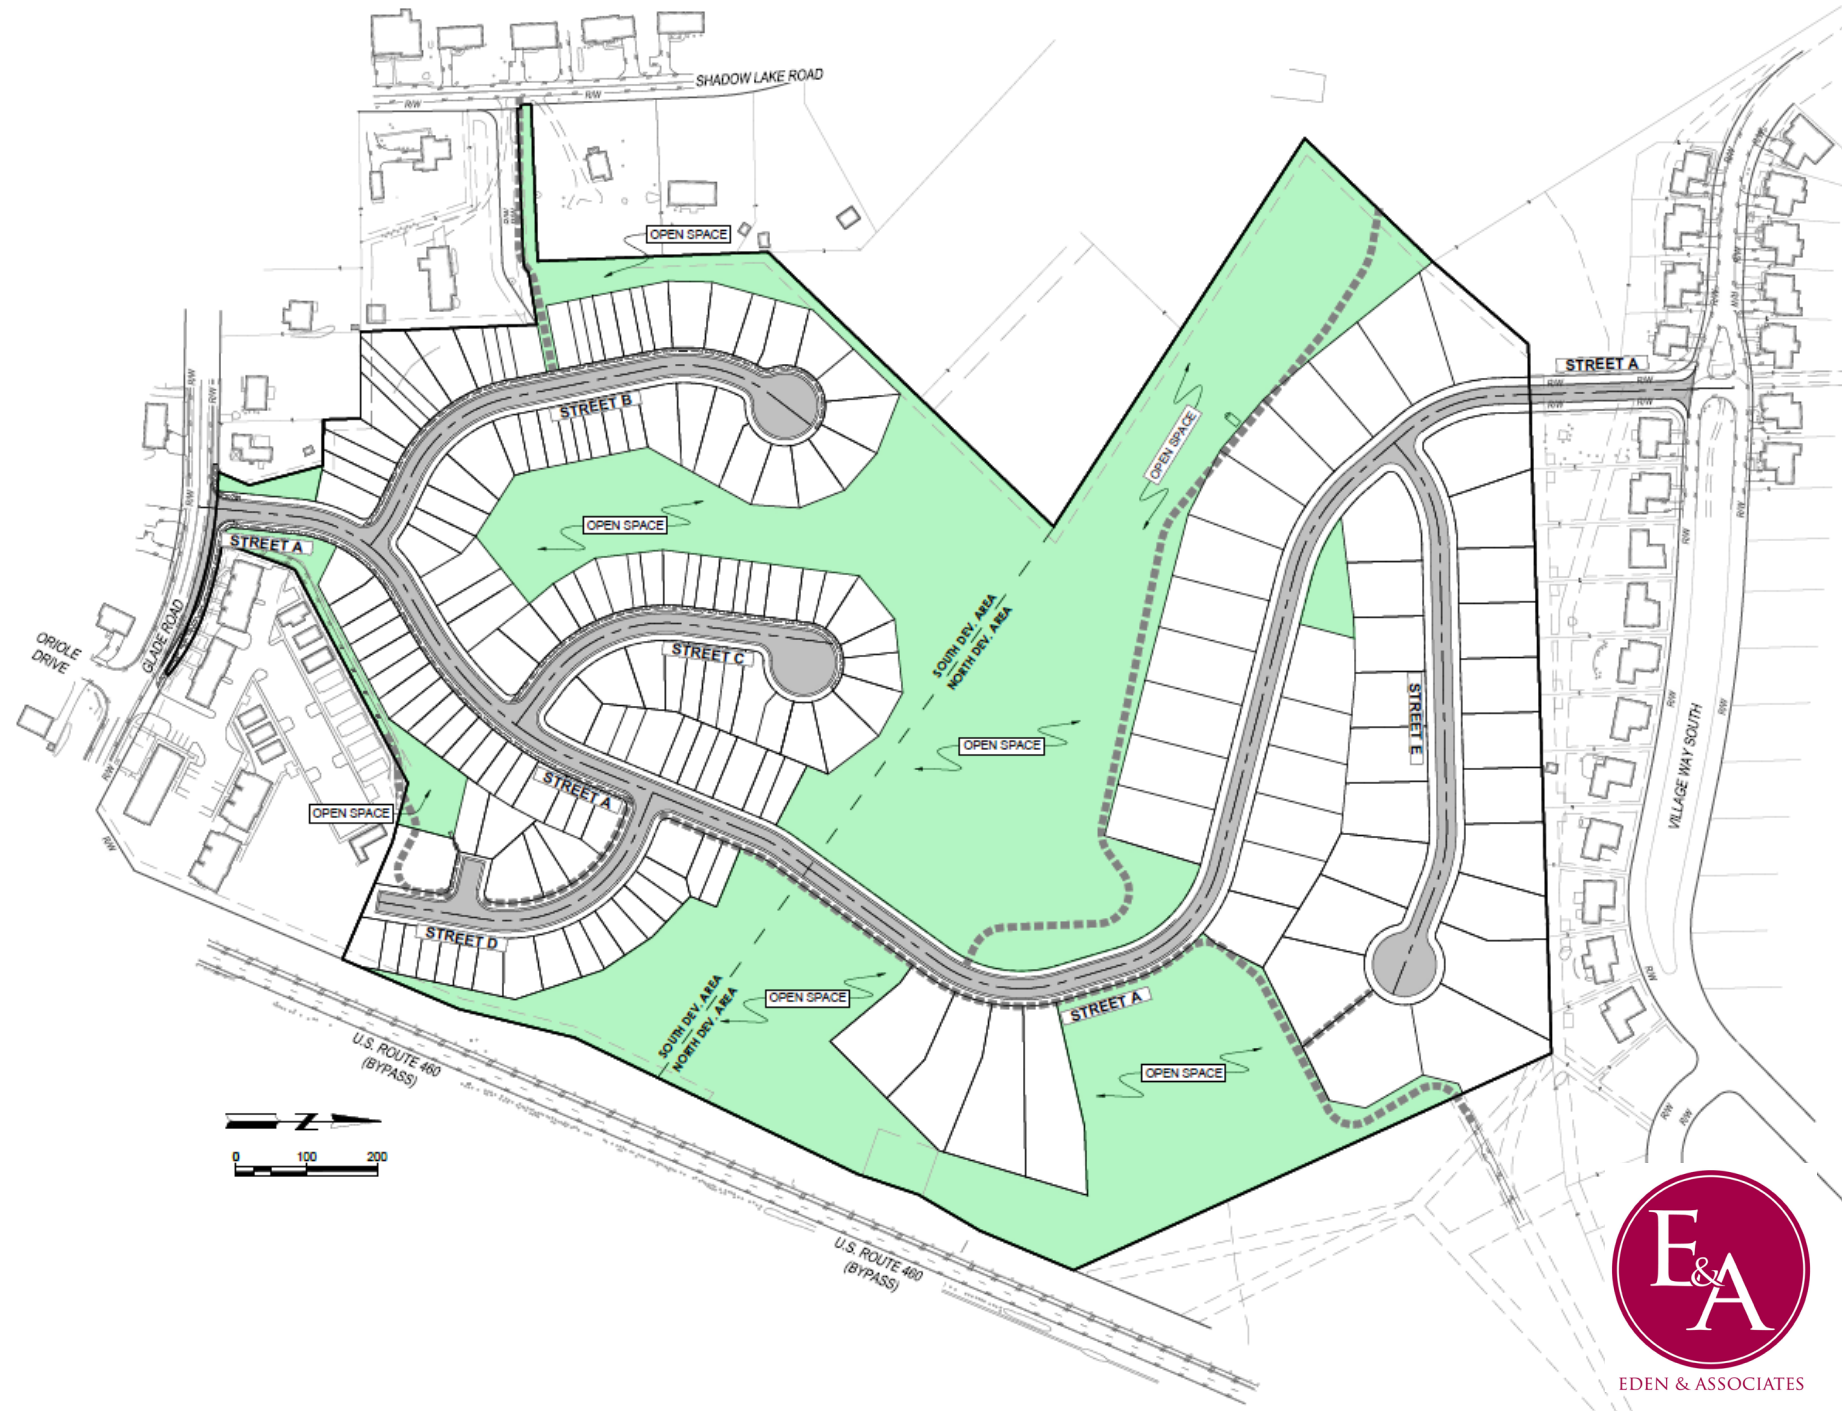 SHADOW LAKE ROAD
R/W
R/W
R/W
R/W
R/W
R/W
OPEN SPACE
STREET A
R/W
R/W
R/W
R/W
STREET B
R/W
R/W
R/W
OPEN SPACE
OPEN SPACE
STREET A
R/W
R/W
GLADE ROAD
ORIOLE
DRIVE
R/W
R/W
STREET C
SOUTH DEV. AREA
NORTH DEV. AREA
OPEN SPACE
STREET E
R/W
R/W
VILLAGE WAY SOUTH
STREET A
OPEN SPACE
STREET D
SOUTH DEV. AREA
NORTH DEV. AREA
OPEN SPACE
STREET A
R/W
OPEN SPACE
R/W
R/W
U.S. ROUTE 460
(BYPASS)
N
0 100 200
U.S. ROUTE 460
(BYPASS)
E&A
EDEN & ASSOCIATES